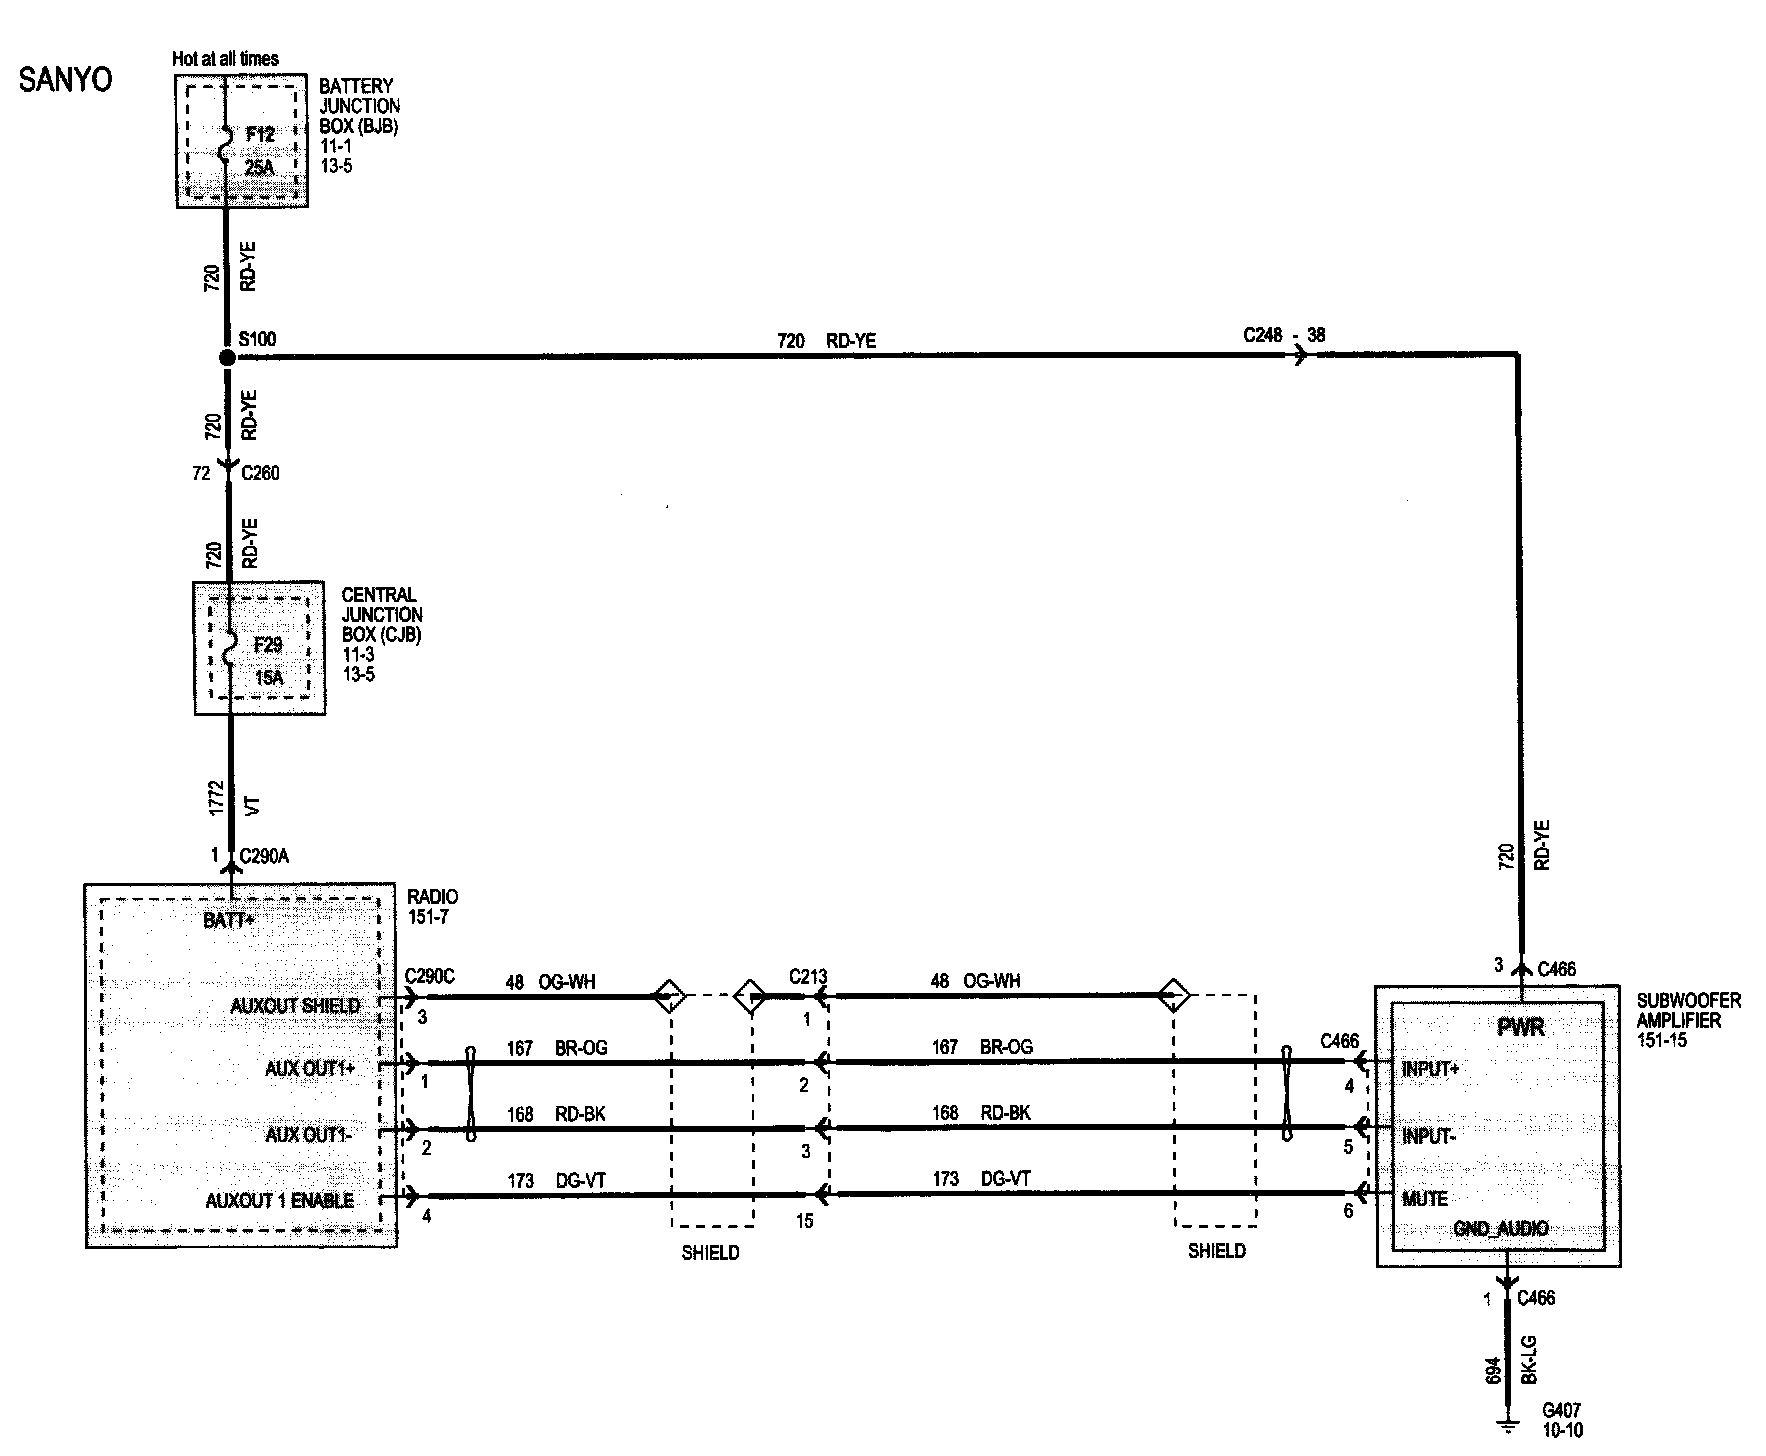 SANYO
Hot at all times
BATTERY
JUNCTION
BOX (BJB)
11-1
13-5
F12
25A
720 RD-YE
S100
720 RD-YE
C248 - 38
720 RD-YE
72 C260
720 RD-YE
CENTRAL
JUNCTION
BOX (CJB)
11-3
13-5
F29
15A
1772 VT
1 C290A
720 RD-YE
RADIO
151-7
BATT+
3 C466
SUBWOOFER
AMPLIFIER
151-15
PWR
C290C
48 OG-WH
C213
48 OG-WH
AUXOUT SHIELD
3
1
167 BR-OG
167 BR-OG
C466
AUX OUT1+
1
2
4
INPUT+
168 RD-BK
168 RD-BK
AUX OUT1-
2
3
5
INPUT-
173 DG-VT
173 DG-VT
AUXOUT 1 ENABLE
4
15
6
MUTE
GND_AUDIO
SHIELD
SHIELD
1 C466
694 BK-LG
G407
10-10